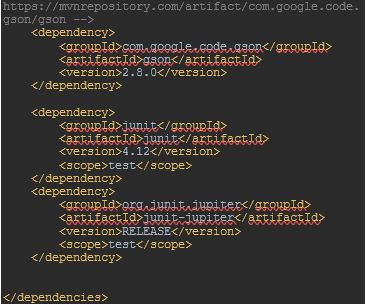 https://mvnrepository.com/artifact/com.google.code.
gson/gson -->
<dependency>
<groupId>com.google.code.gson</groupId>
<artifactId>gson</artifactId>
<version>2.8.0</version>
</dependency>
<dependency>
<groupId>junit</groupId>
<artifactId>junit</artifactId>
<version>4.12</version>
<scope>test</scope>
</dependency>
<dependency>
<groupId>org.junit.jupiter</groupId>
<artifactId>junit-jupiter</artifactId>
<version>RELEASE</version>
<scope>test</scope>
</dependency>
</dependencies>